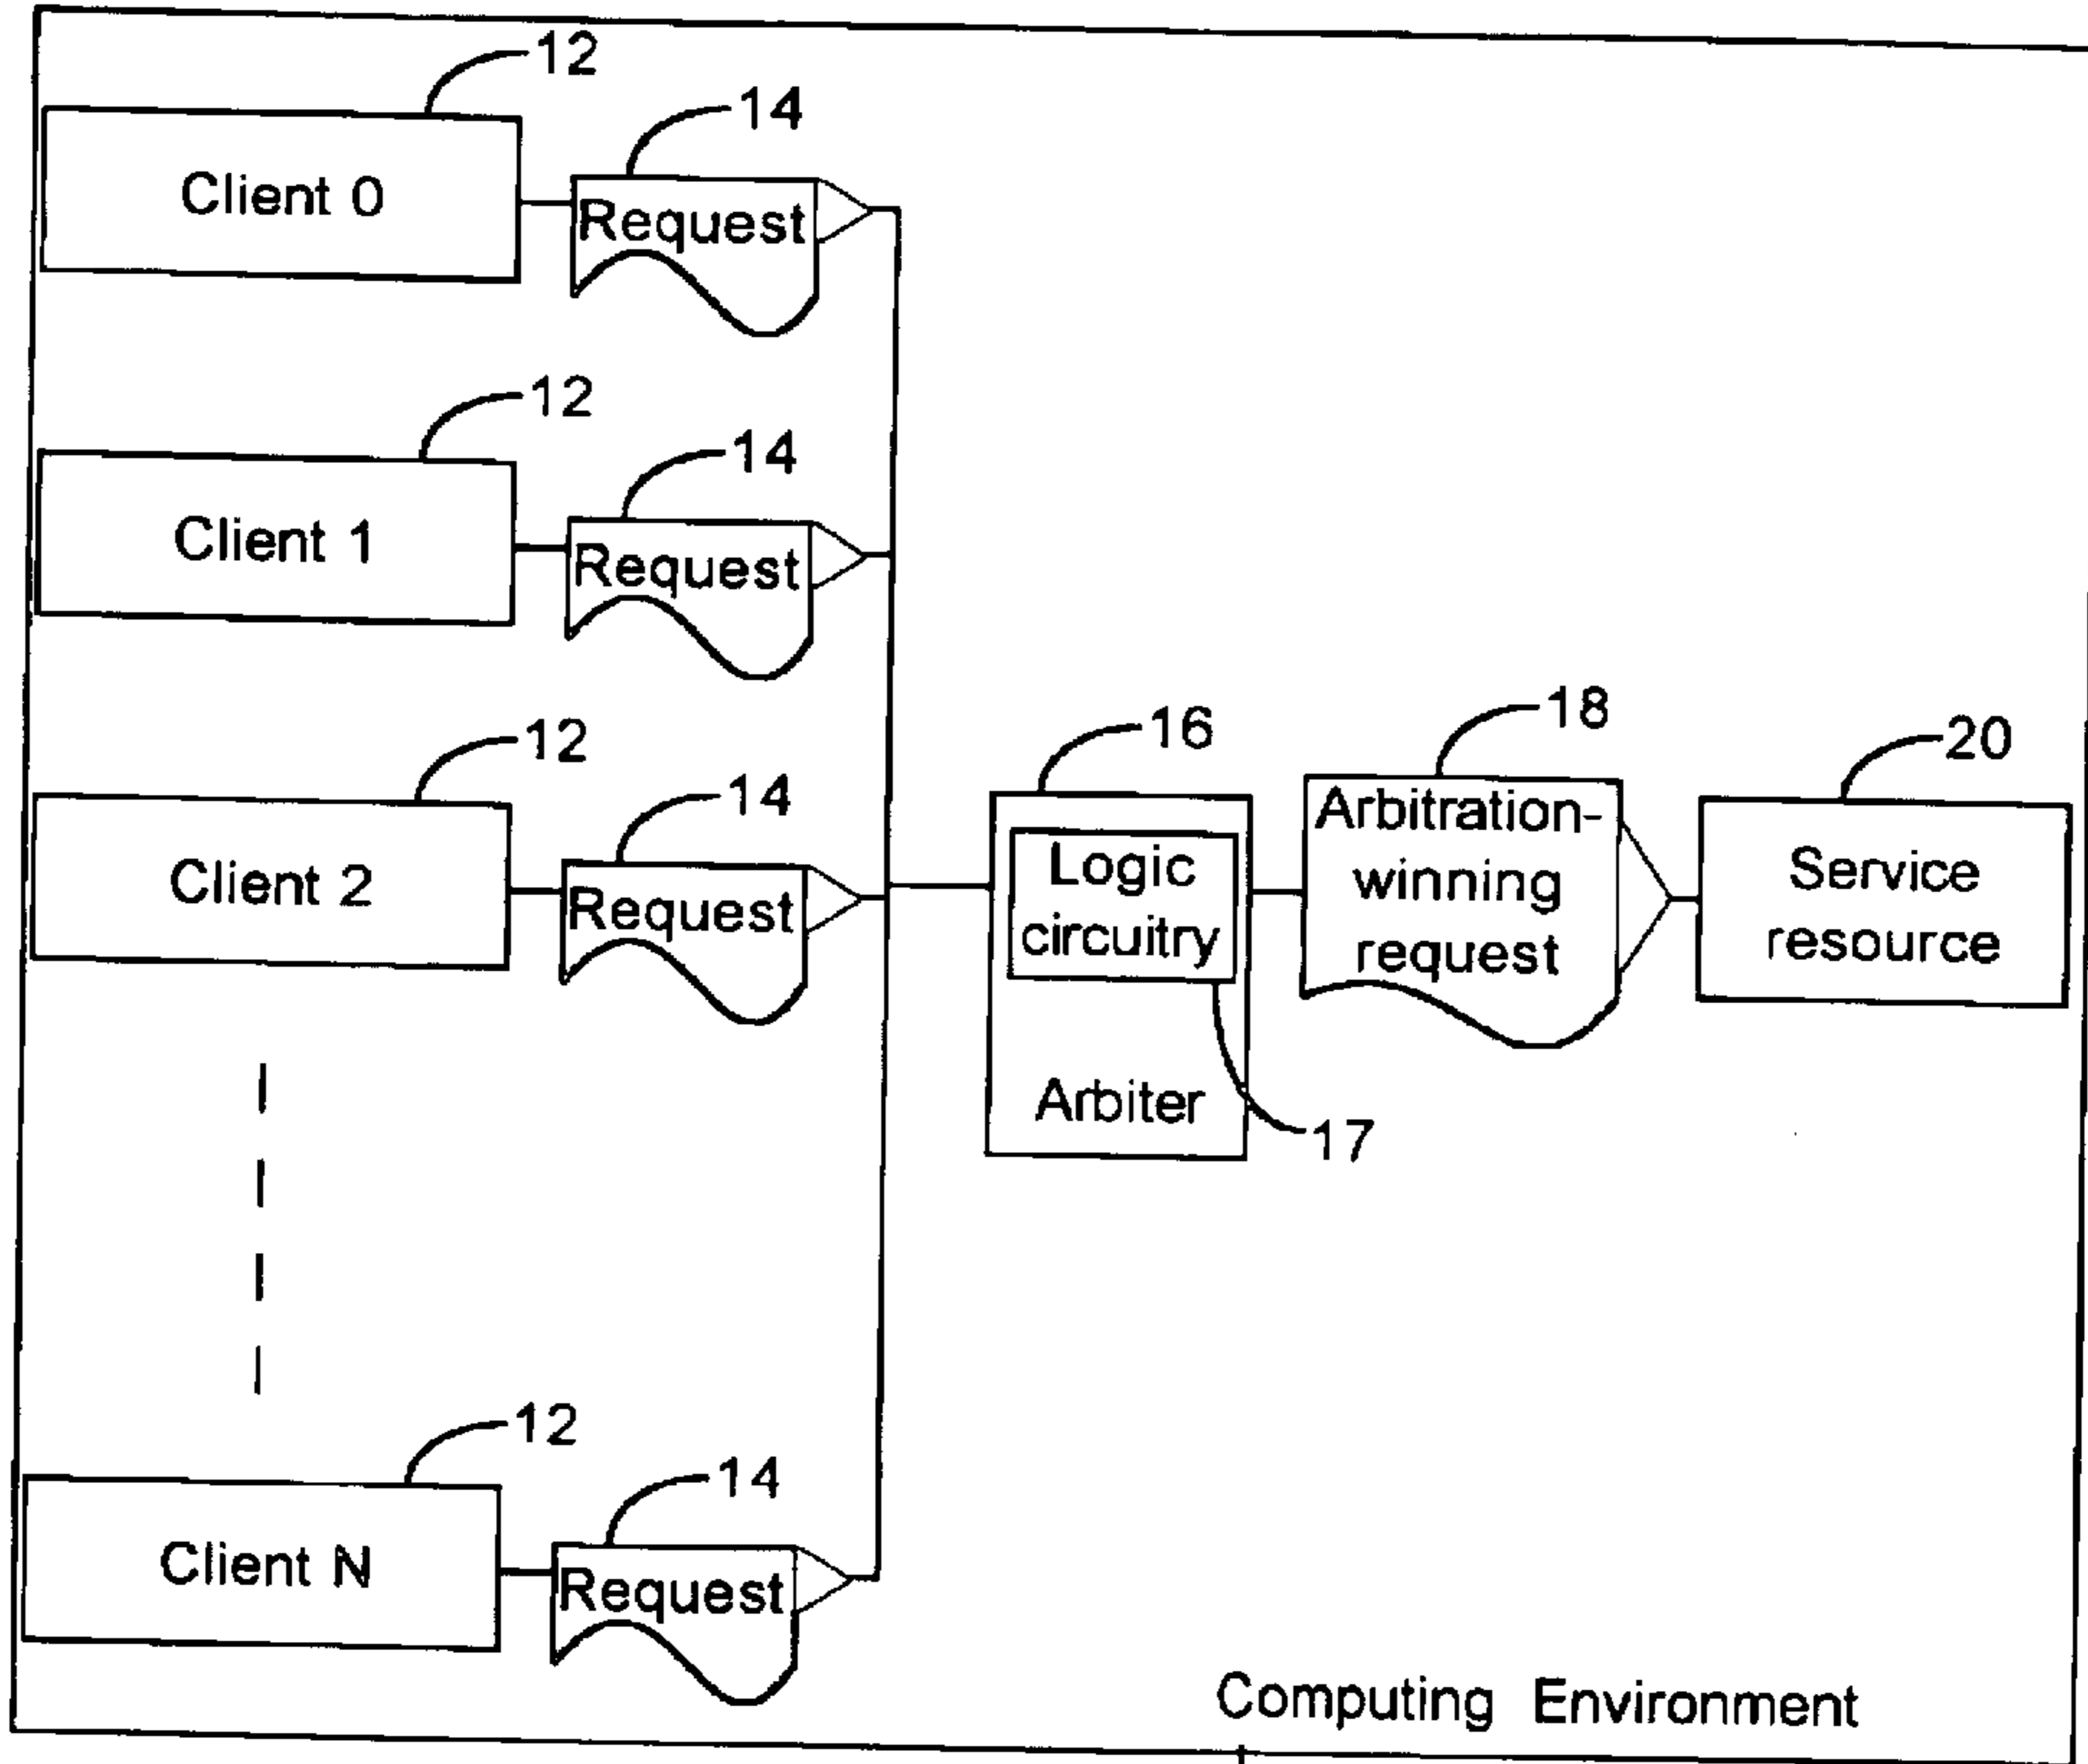 12
14
Client 0
Request
12
14
Client 1
Request
12
14
Client 2
Request
16
18
20
Logic
circuitry
Arbiter
17
Arbitration-
winning
request
Service
resource
12
14
Client N
Request
Computing Environment